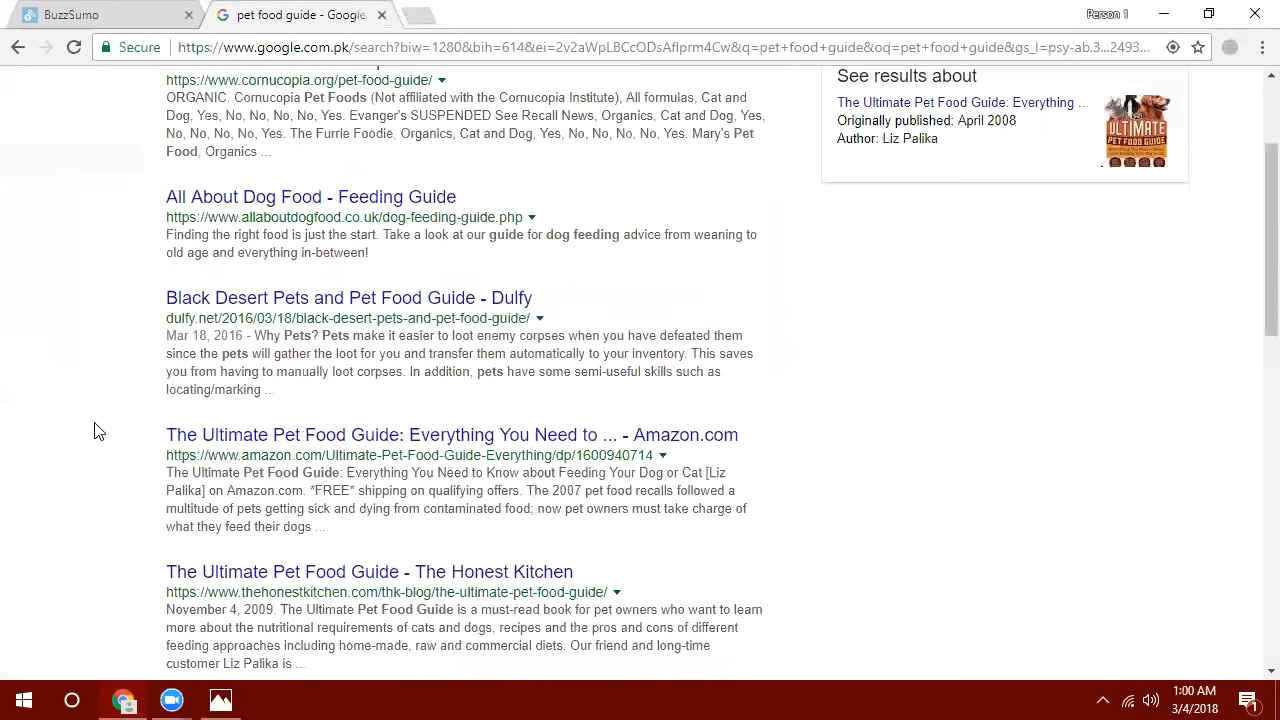 BuzzSumo
pet food guide - Google
Person 1
Secure
https://www.google.com.pk/search?biw=1280&bih=614&ei=2v2aWpLBCcODsAfIprm4Cw&q=pet+food+guide&oq=pet+food+guide&gs_l=psy-ab.3...2493...
https://www.cornucopia.org/pet-food-guide/
ORGANIC. Cornucopia Pet Foods (Not affiliated with the Cornucopia Institute), All formulas, Cat and
Dog, Yes, No, No, No, No, Yes. Evanger's SUSPENDED See Recall News, Organics, Cat and Dog, Yes,
No, No, No, No, Yes. The Furrie Foodie, Organics, Cat and Dog, Yes, No, No, No, No, Yes. Mary's Pet
Food, Organics ...
All About Dog Food - Feeding Guide
https://www.allaboutdogfood.co.uk/dog-feeding-guide.php
Finding the right food is just the start. Take a look at our guide for dog feeding advice from weaning to
old age and everything in-between!
Black Desert Pets and Pet Food Guide - Dulfy
dulfy.net/2016/03/18/black-desert-pets-and-pet-food-guide/
Mar 18, 2016 - Why Pets? Pets make it easier to loot enemy corpses when you have defeated them
since the pets will gather the loot for you and transfer them automatically to your inventory. This saves
you from having to manually loot corpses. In addition, pets have some semi-useful skills such as
locating/marking ...
The Ultimate Pet Food Guide: Everything You Need to ... - Amazon.com
https://www.amazon.com/Ultimate-Pet-Food-Guide-Everything/dp/1600940714
The Ultimate Pet Food Guide: Everything You Need to Know about Feeding Your Dog or Cat [Liz
Palika] on Amazon.com. *FREE* shipping on qualifying offers. The 2007 pet food recalls followed a
multitude of pets getting sick and dying from contaminated food; now pet owners must take charge of
what they feed their dogs ...
The Ultimate Pet Food Guide - The Honest Kitchen
https://www.thehonestkitchen.com/thk-blog/the-ultimate-pet-food-guide/
November 4, 2009. The Ultimate Pet Food Guide is a must-read book for pet owners who want to learn
more about the nutritional requirements of cats and dogs, recipes and the pros and cons of different
feeding approaches including home-made, raw and commercial diets. Our friend and long-time
customer Liz Palika is ...
See results about
The Ultimate Pet Food Guide: Everything ...
Originally published: April 2008
Author: Liz Palika
ULTIMATE
PET FOOD GUIDE
1:00 AM
3/4/2018
1